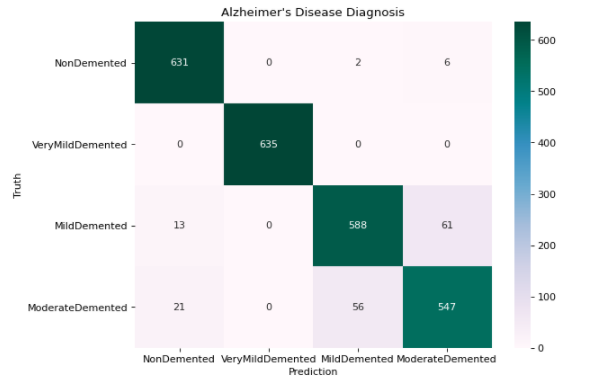 Alzheimer's Disease Diagnosis
NonDemented 631 0 2 6
VeryMildDemented 0 635 0 0
MildDemented 13 0 588 61
ModerateDemented 21 0 56 547
NonDemented VeryMildDemented MildDemented ModerateDemented
Prediction
Truth
600
500
400
300
200
100
0